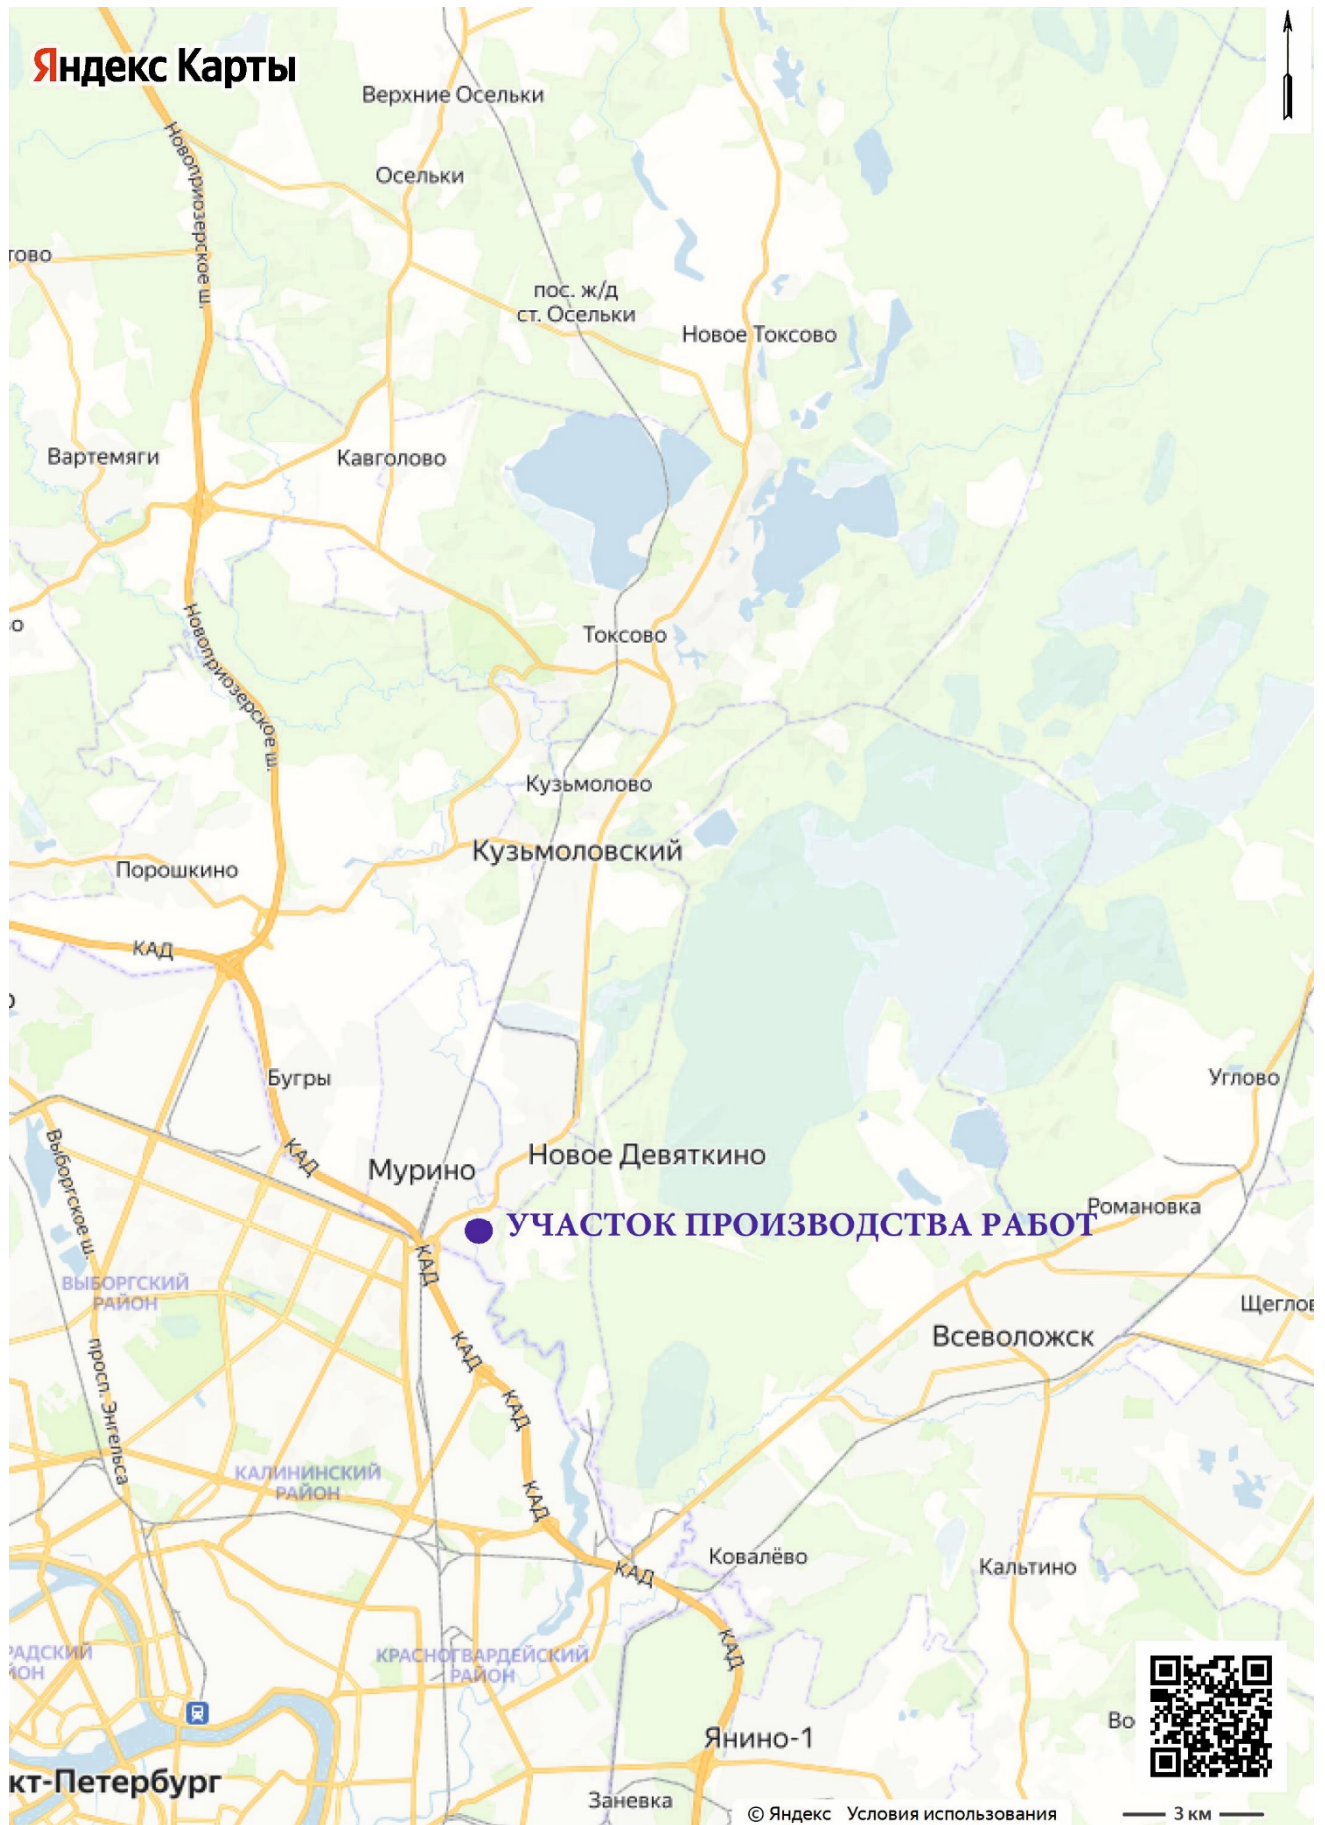 Яндекс Карты
Верхние Осельки
Новоприозерское ш.
Осельки
тово
пос. ж/д
ст. Осельки
Новое Токсово
Вартемяги
Кавголово
Токсово
Новоприозерское ш.
Кузьмолово
Кузьмоловский
Порошкино
КАД
Бугры
Углово
КАД
Мурино
Новое Девяткино
Выборгское ш.
Романовка
УЧАСТОК ПРОИЗВОДСТВА РАБОТ
КАД
ВЫБОРГСКИЙ
РАЙОН
Щеглов
Всеволожск
КАД
просп. Энгельса
КАД
КАЛИНИНСКИЙ
РАЙОН
КАД
Ковалёво
КАД
Кальтино
КАД
РАДСКИЙ
ЙОН
КРАСНОГВАРДЕЙСКИЙ
РАЙОН
Янино-1
Во
кт-Петербург
Заневка
© Яндекс Условия использования
3 км